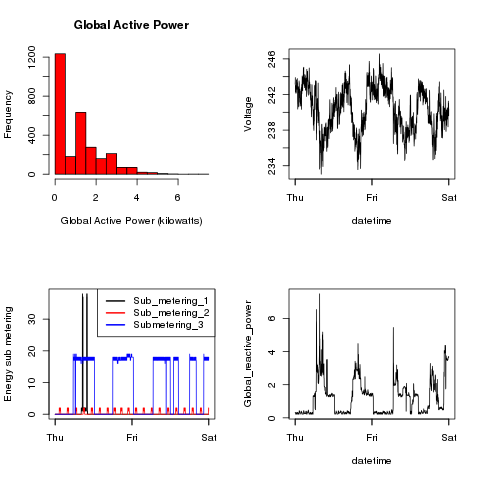 Global Active Power
Frequency
0 400 800 1200
0 2 4 6
Global Active Power (kilowatts)
Voltage
234 238 242 246
Thu Fri Sat
datetime
Energy sub metering
0 10 20 30
Sub_metering_1
Sub_metering_2
Submetering_3
Thu Fri Sat
Global_reactive_power
0 2 4 6
Thu Fri Sat
datetime